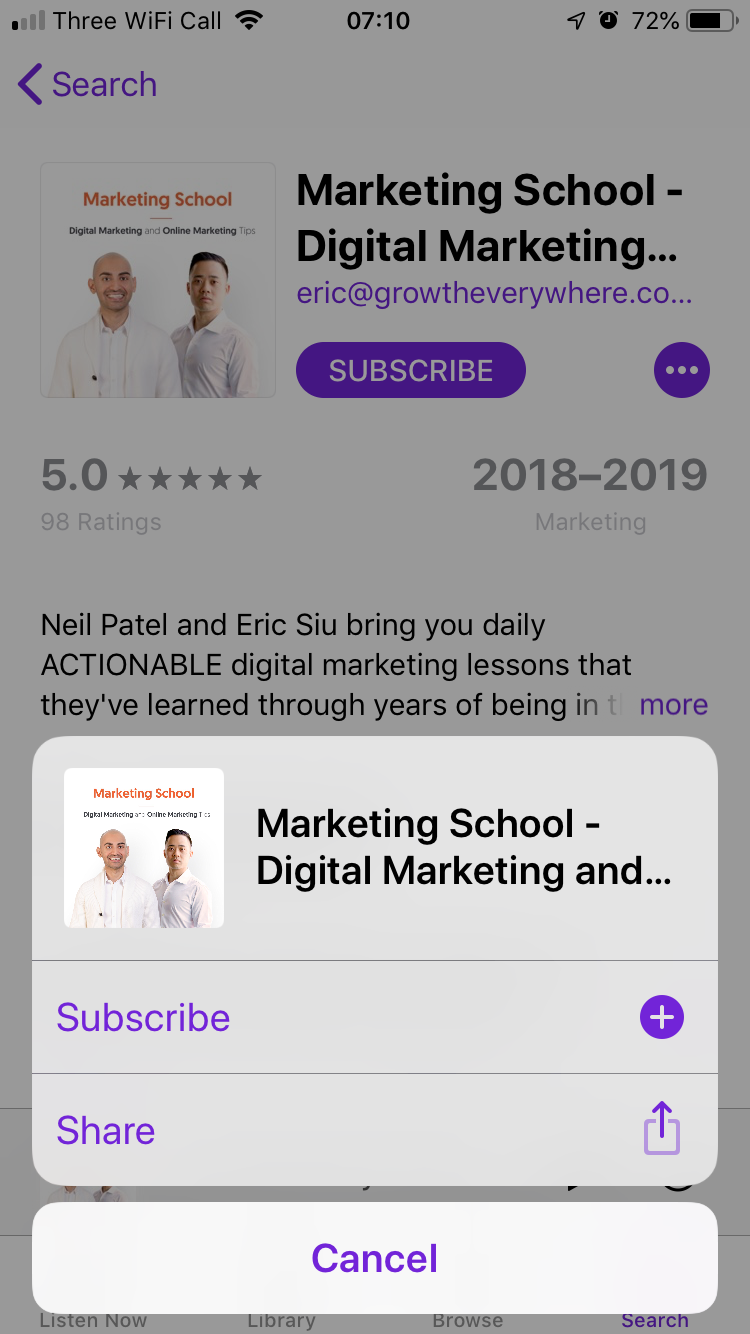 Three WiFi Call
07:10
72%
Search
Marketing School
Digital Marketing and Online Marketing Tips
Marketing School -
Digital Marketing...
eric@growtheverywhere.co...
SUBSCRIBE
5.0 ★★★★★
98 Ratings
2018–2019
Marketing
Neil Patel and Eric Siu bring you daily
ACTIONABLE digital marketing lessons that
they've learned through years of being in more
Marketing School
Digital Marketing and Online Marketing Tips
Marketing School -
Digital Marketing and...
Subscribe
Share
Cancel
Listen Now
Library
Browse
Search